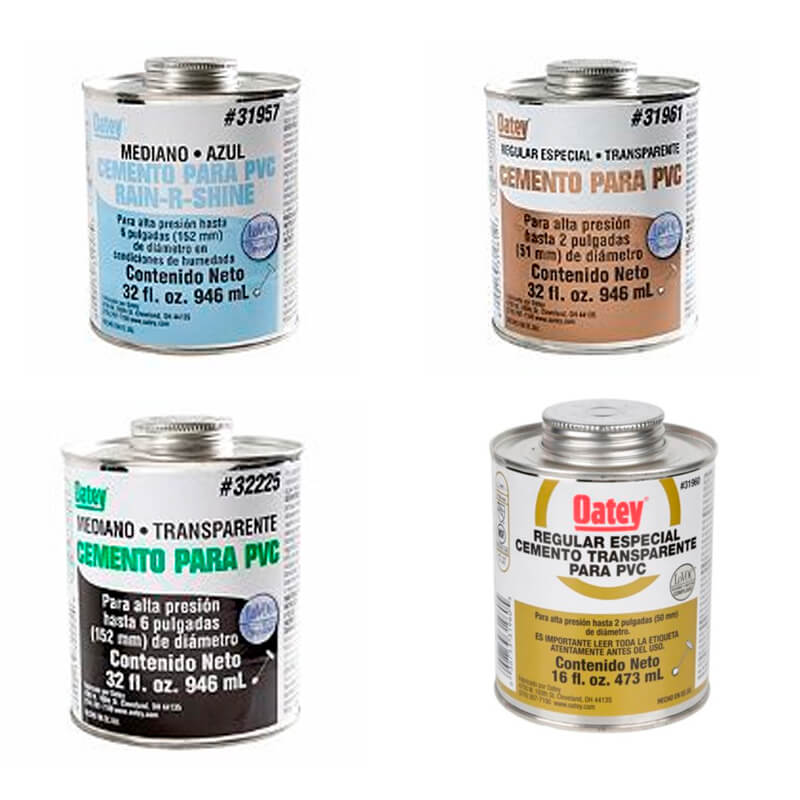 Oatey
#31957
MEDIANO • AZUL
CEMENTO PARA PVC
RAIN-R-SHINE
Para alta presión hasta
6 pulgadas (152 mm)
de diámetro en
condiciones de humedada
Contenido Neto
32 fl. oz. 946 mL
Oatey
#31961
REGULAR ESPECIAL • TRANSPARENTE
CEMENTO PARA PVC
Para alta presión
hasta 2 pulgadas
(51 mm) de diámetro
Contenido Neto
32 fl. oz. 946 mL
Oatey
#32225
MEDIANO • TRANSPARENTE
CEMENTO PARA PVC
Para alta presión
hasta 6 pulgadas
(152 mm) de diámetro
Contenido Neto
32 fl. oz. 946 mL
#31960
Oatey
REGULAR ESPECIAL
CEMENTO TRANSPARENTE
PARA PVC
Para alta presión hasta 2 pulgadas (50 mm)
de diámetro.
ES IMPORTANTE LEER TODA LA ETIQUETA
ATENTAMENTE ANTES DEL USO.
Contenido Neto
16 fl. oz. 473 mL